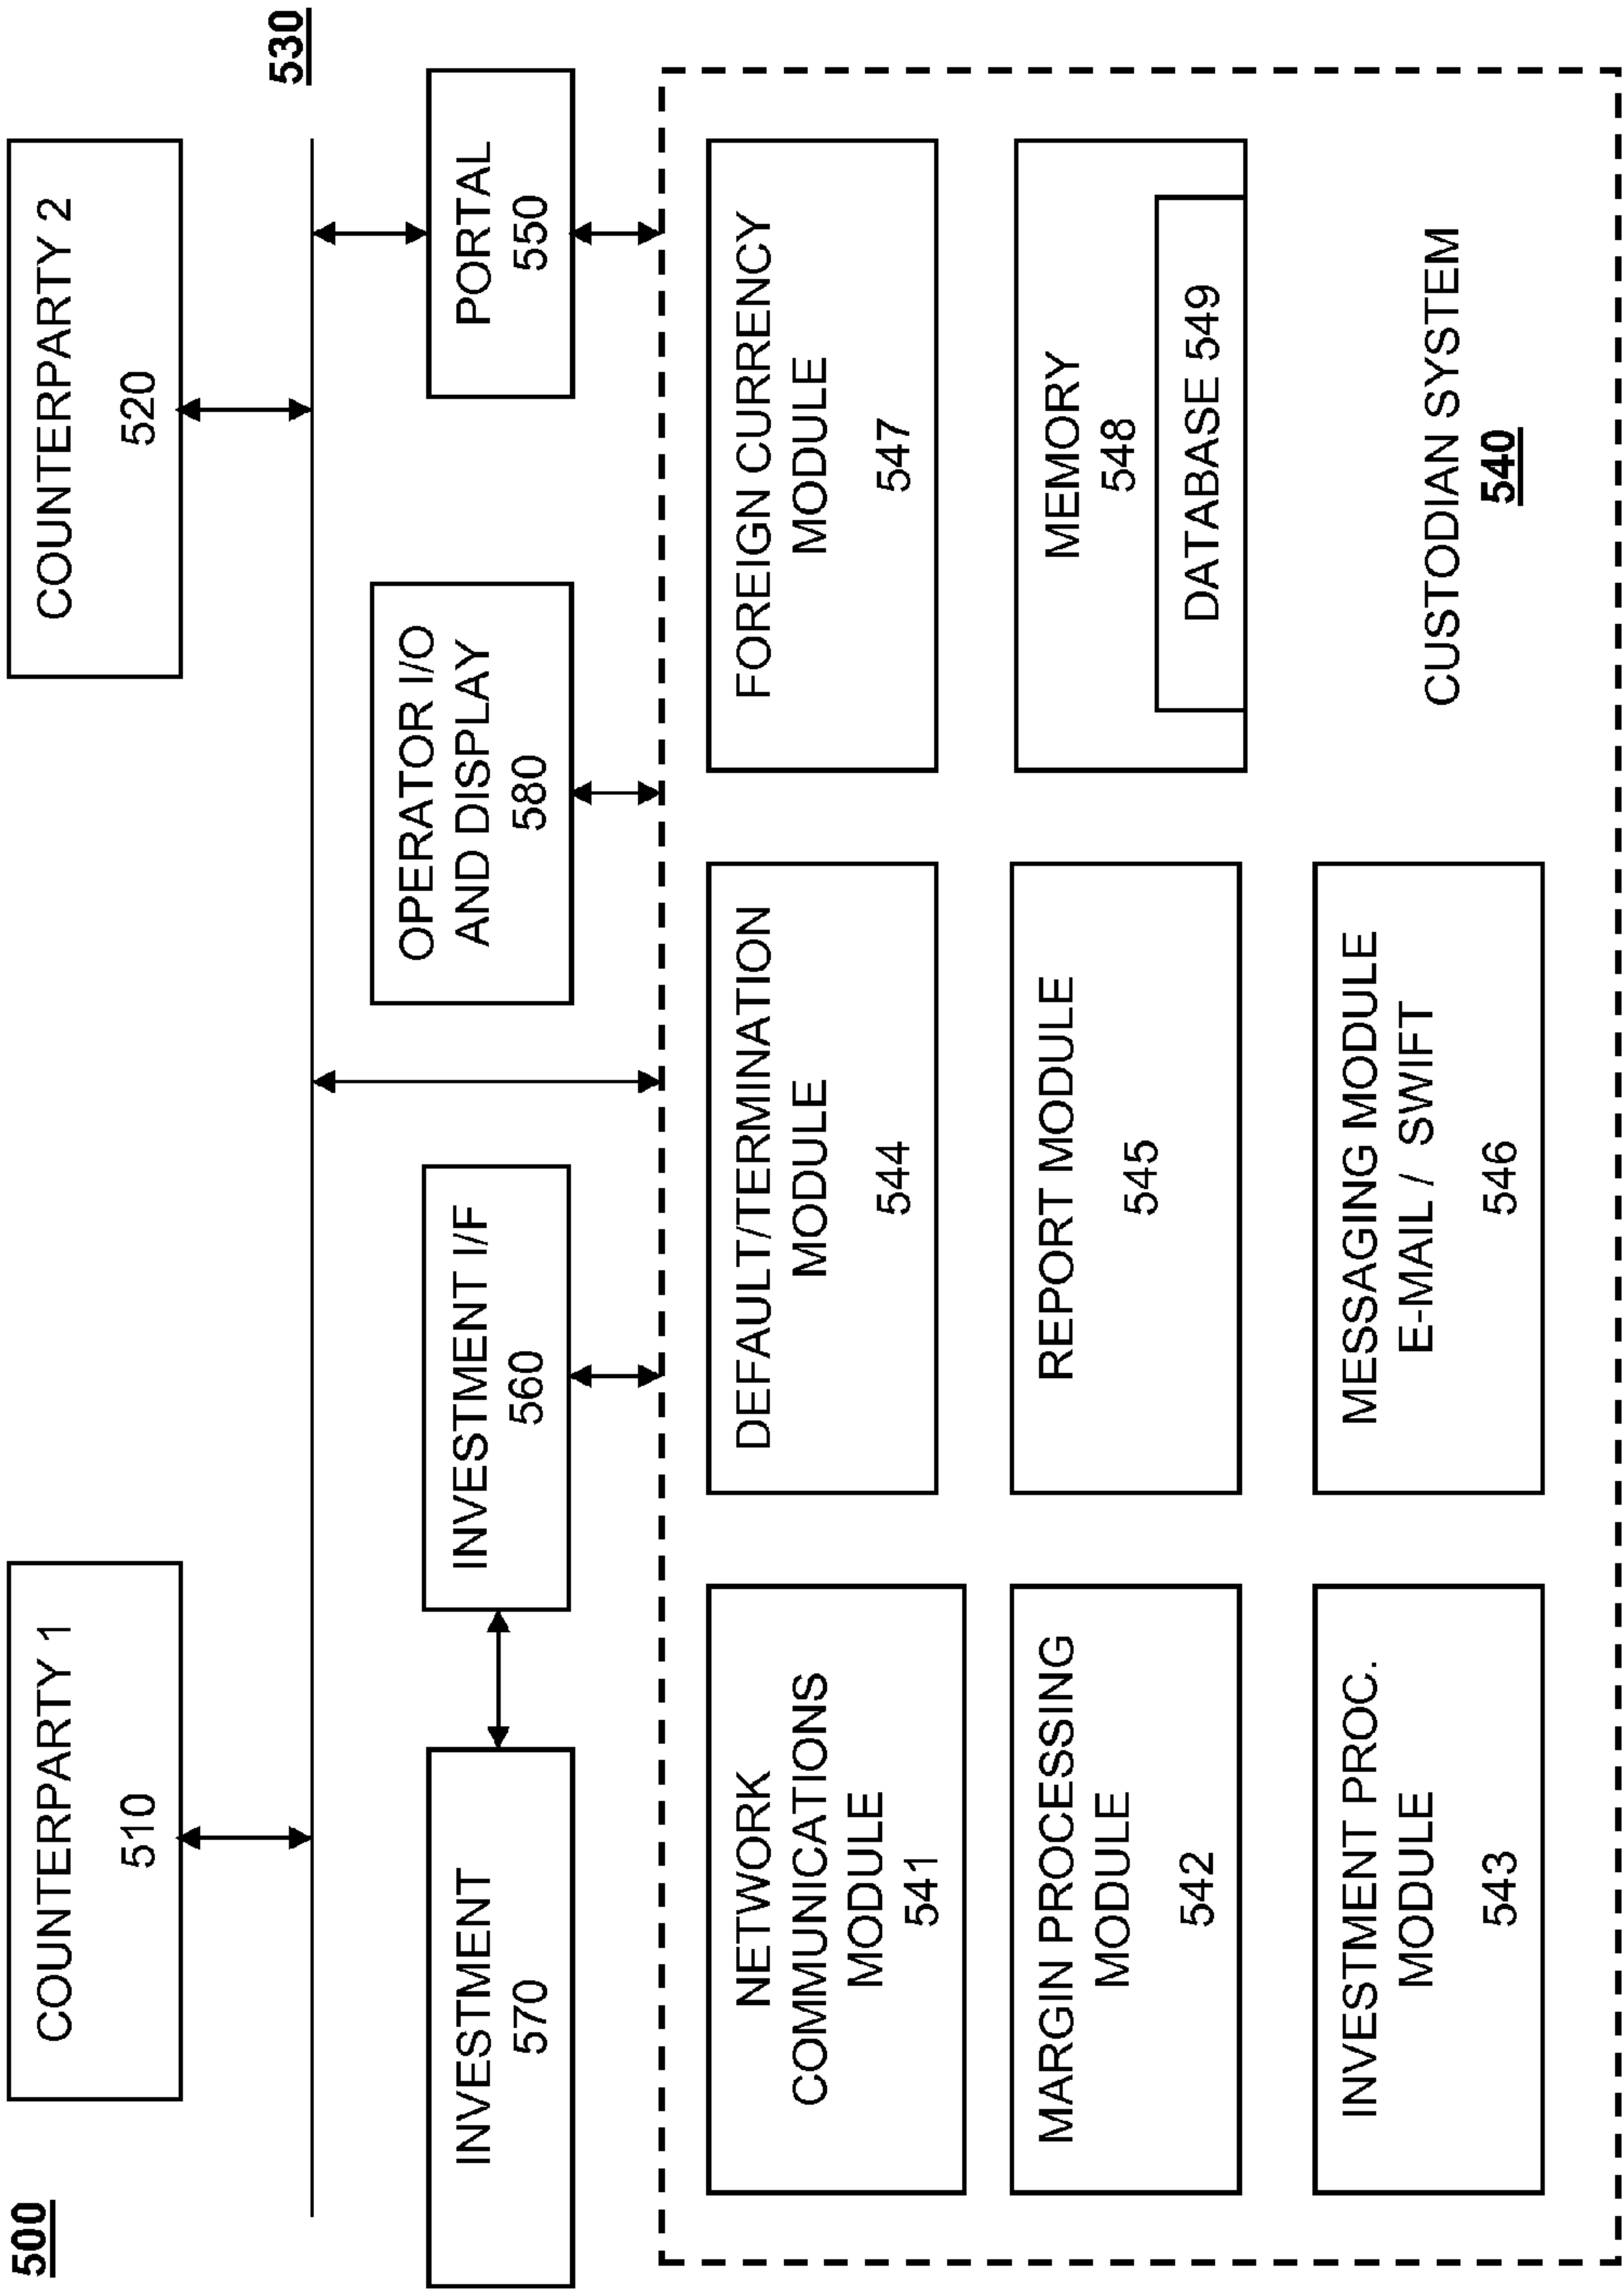 500
COUNTERPARTY 1
510
COUNTERPARTY 2
520
530
INVESTMENT
570
INVESTMENT I/F
560
OPERATOR I/O
AND DISPLAY
580
PORTAL
550
NETWORK
COMMUNICATIONS
MODULE
541
DEFAULT/TERMINATION
MODULE
544
FOREIGN CURRENCY
MODULE
547
MARGIN PROCESSING
MODULE
542
REPORT MODULE
545
MEMORY
548
DATABASE 549
INVESTMENT PROC.
MODULE
543
MESSAGING MODULE
E-MAIL / SWIFT
546
CUSTODIAN SYSTEM
540